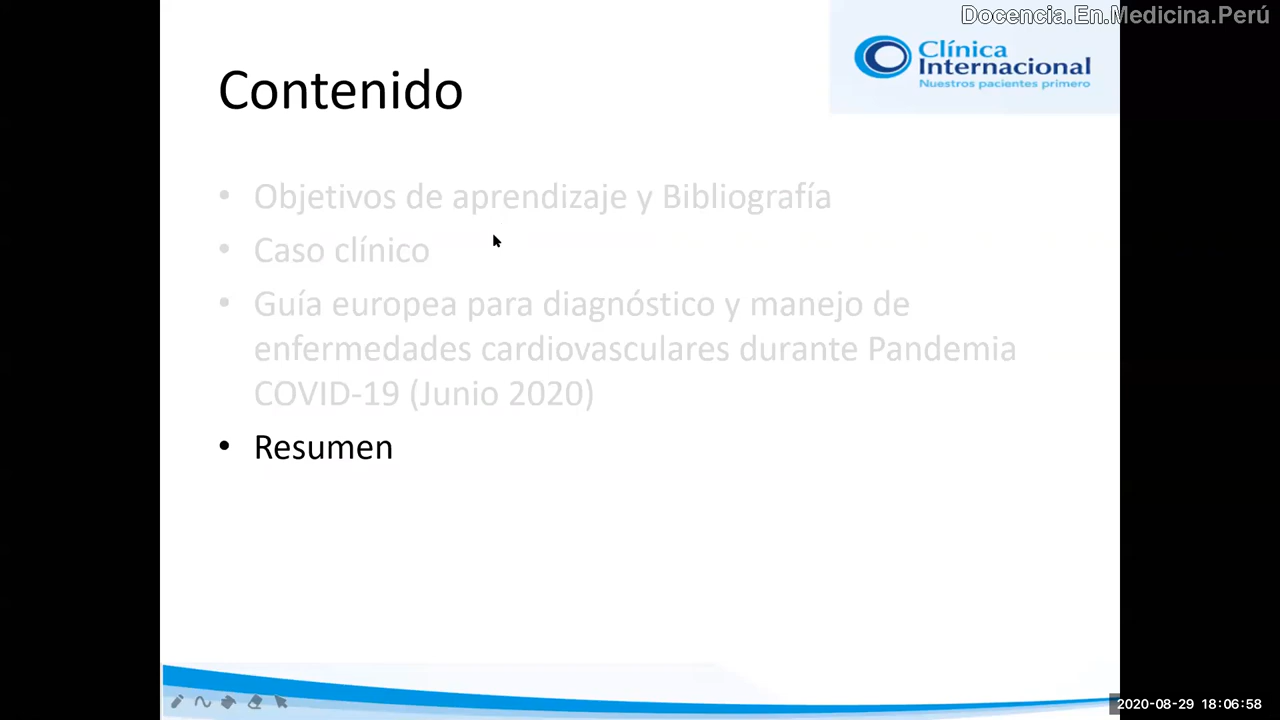 Docencia.En.Medicina.Perú
Clínica
Internacional
Nuestros pacientes primero
Contenido
• Objetivos de aprendizaje y Bibliografía
• Caso clínico
• Guía europea para diagnóstico y manejo de
enfermedades cardiovasculares durante Pandemia
COVID-19 (Junio 2020)
• Resumen
2020-08-29 18:06:58